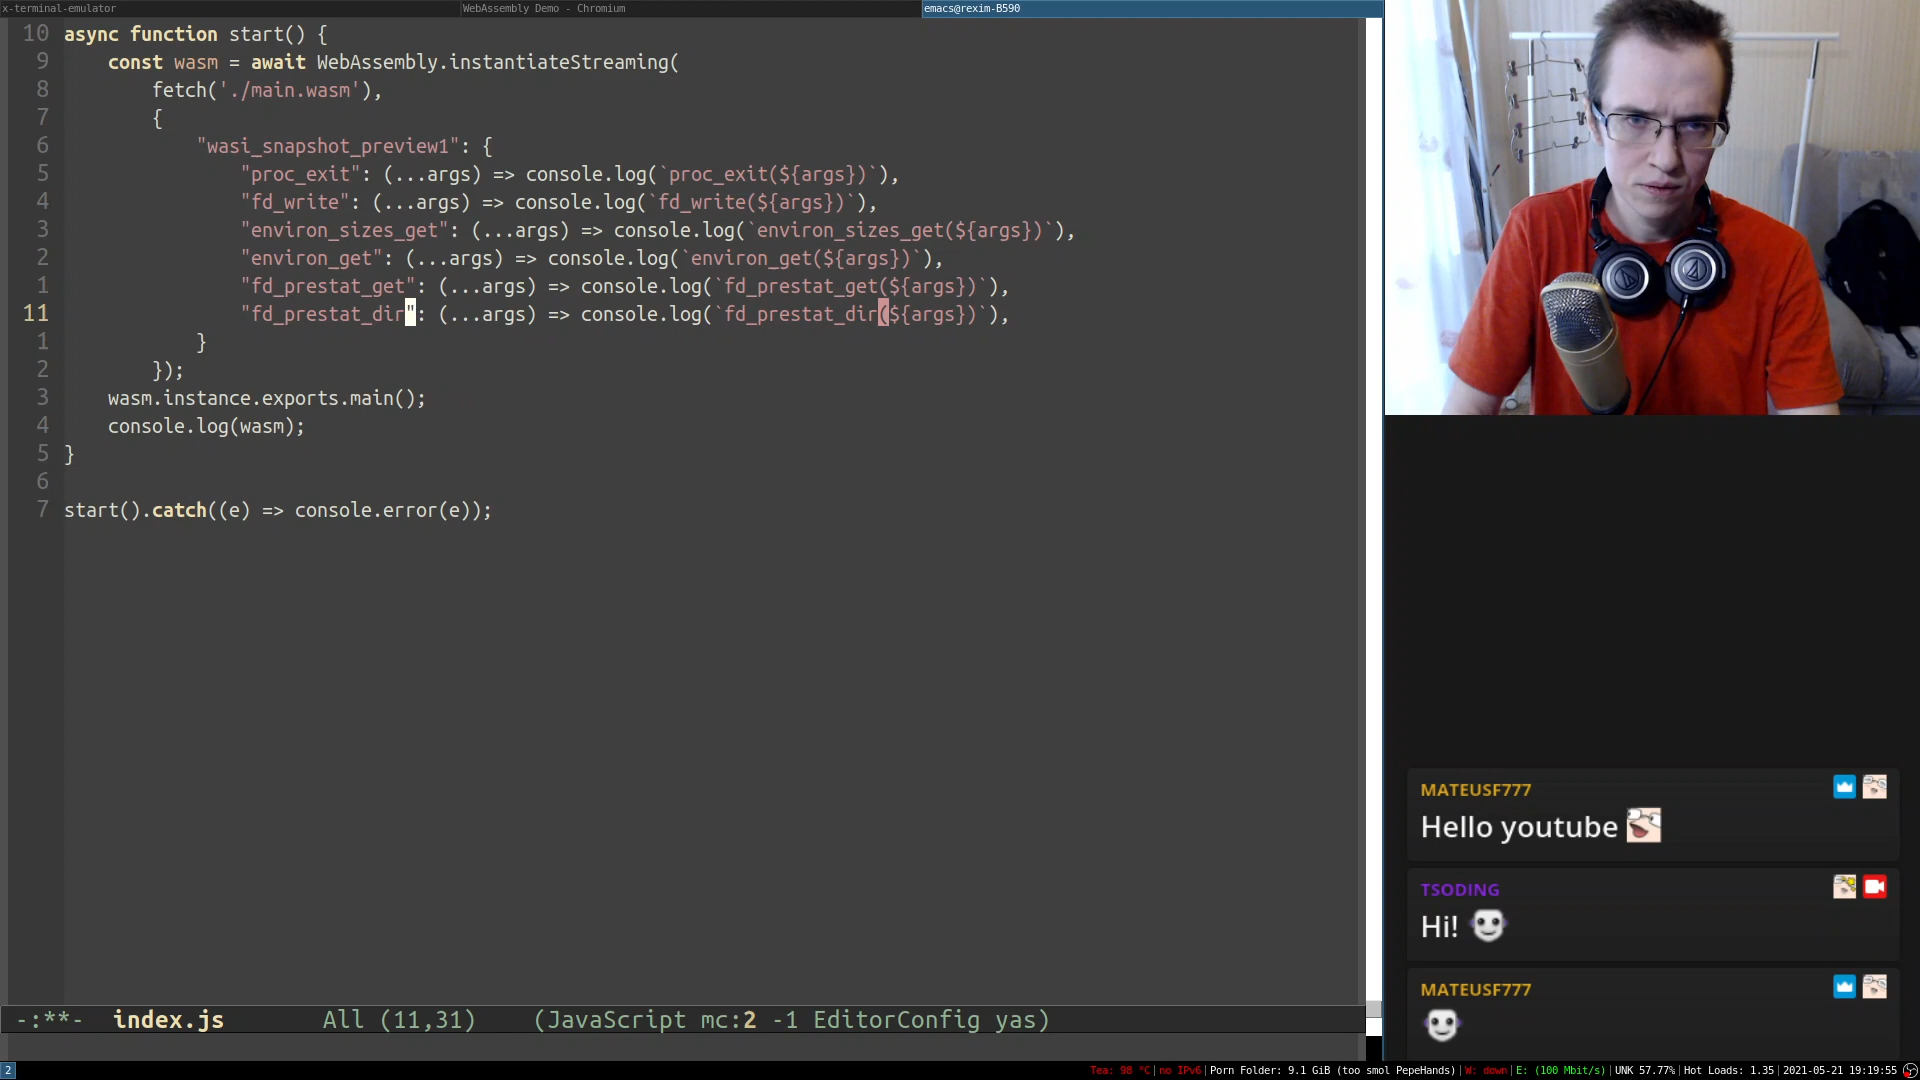 x-terminal-emulator
WebAssembly Demo - Chromium
emacs@rexim-B590
10 async function start() {
9 const wasm = await WebAssembly.instantiateStreaming(
8 fetch('./main.wasm'),
7 {
6 "wasi_snapshot_preview1": {
5 "proc_exit": (...args) => console.log(`proc_exit(${args})`),
4 "fd_write": (...args) => console.log(`fd_write(${args})`),
3 "environ_sizes_get": (...args) => console.log(`environ_sizes_get(${args})`),
2 "environ_get": (...args) => console.log(`environ_get(${args})`),
1 "fd_prestat_get": (...args) => console.log(`fd_prestat_get(${args})`),
11 "fd_prestat_dir": (...args) => console.log(`fd_prestat_dir(${args})`),
1 }
2 });
3 wasm.instance.exports.main();
4 console.log(wasm);
5 }
6
7 start().catch((e) => console.error(e));
-:**- index.js All (11,31) (JavaScript mc:2 -1 EditorConfig yas)
MATEUSF777
Hello youtube
TSODING
Hi!
MATEUSF777
2
Tea: 98 °C|no IPv6|Porn Folder: 9.1 GiB (too smol PepeHands)|W: down|E: (100 Mbit/s)|UNK 57.77%|Hot Loads: 1.35|2021-05-21 19:19:55